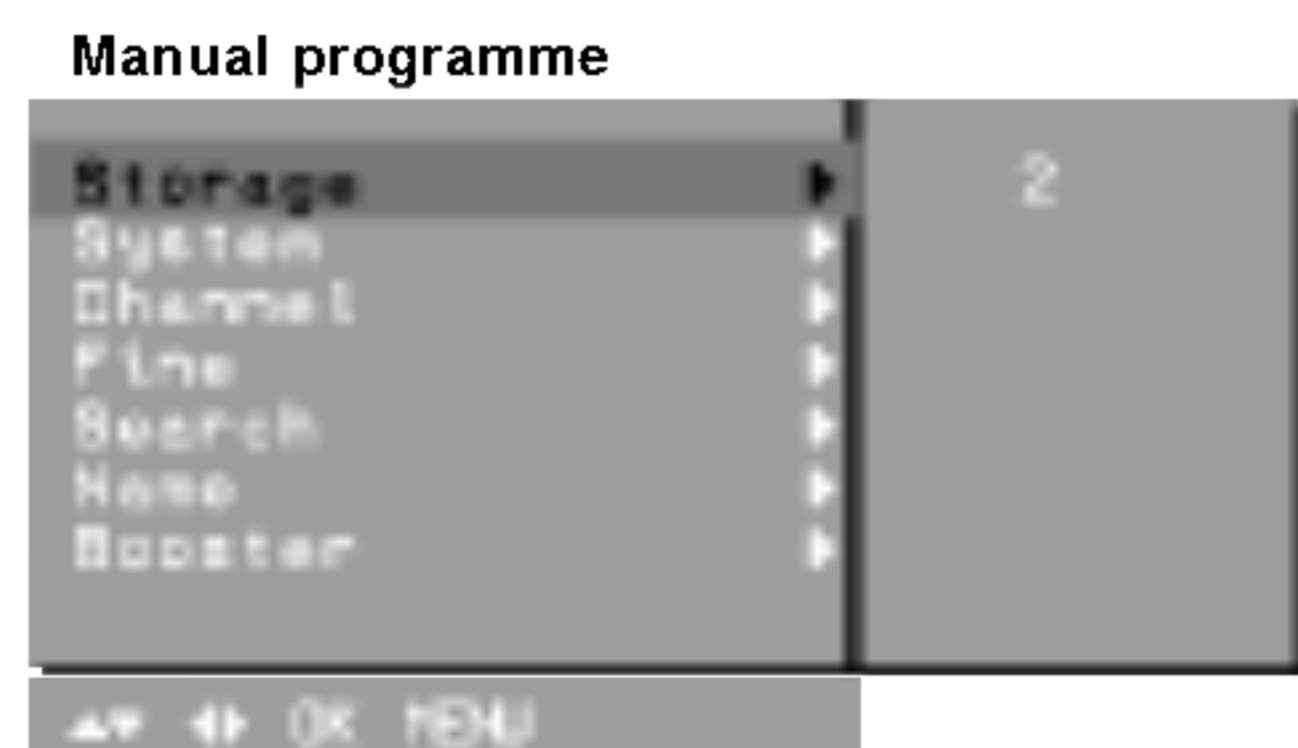 Manual programme
Storage 2
System
Channel
Fine
Search
Name
Booster
OK MENU